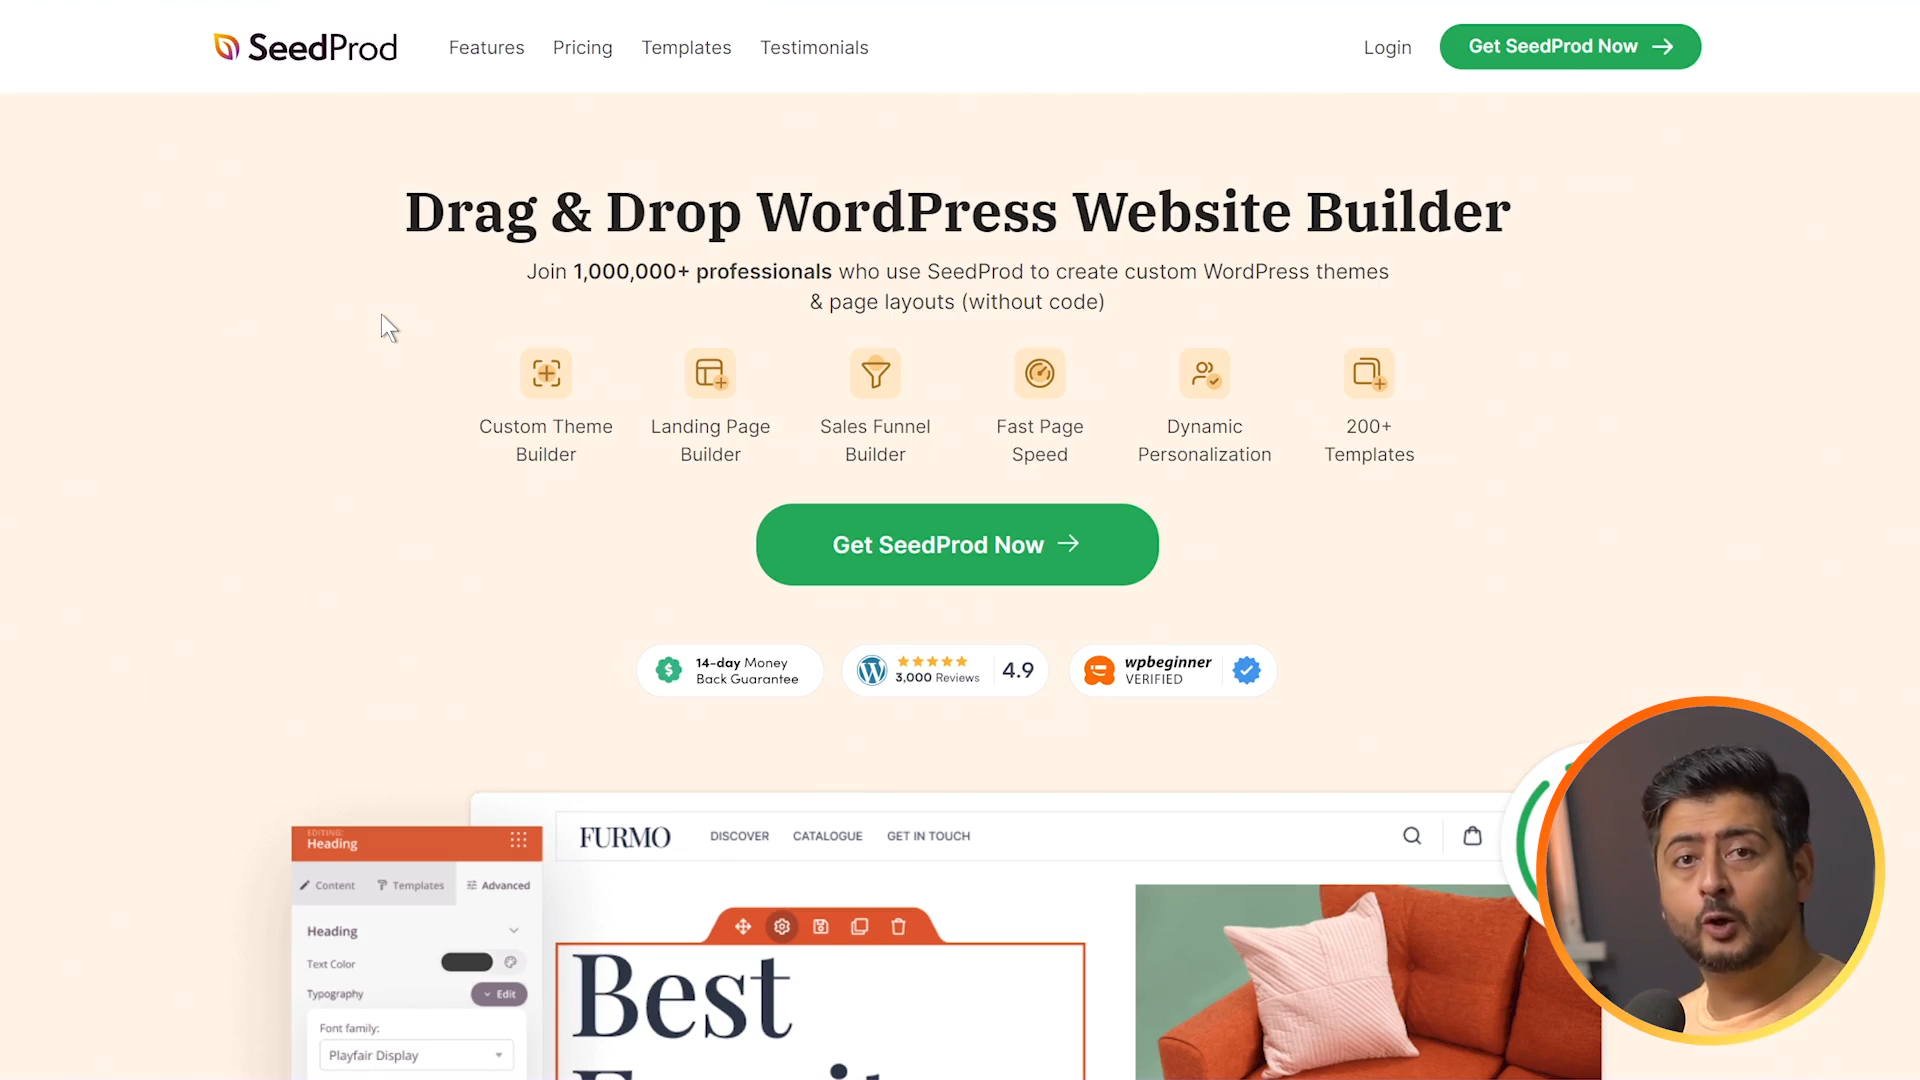 SeedProd
Features
Pricing
Templates
Testimonials
Login
Get SeedProd Now
Drag & Drop WordPress Website Builder
Join 1,000,000+ professionals who use SeedProd to create custom WordPress themes
& page layouts (without code)
Custom Theme
Builder
Landing Page
Builder
Sales Funnel
Builder
Fast Page
Speed
Dynamic
Personalization
200+
Templates
Get SeedProd Now
14-day Money
Back Guarantee
3,000 Reviews
4.9
wpbeginner
VERIFIED
EDITING:
Heading
Content
Templates
Advanced
Heading
Text Color
Typography
Edit
Font family:
Playfair Display
FURMO
DISCOVER
CATALOGUE
GET IN TOUCH
Best